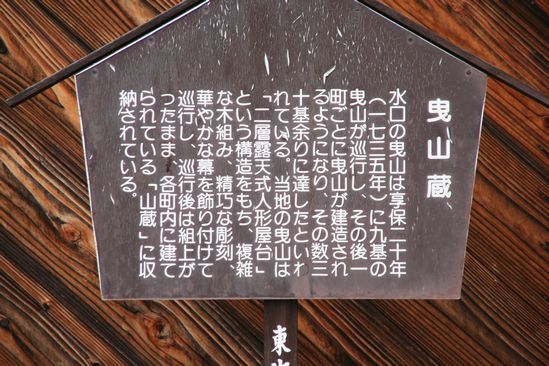 曳山蔵
水口の曳山は享保二十年
(一七三五年)に九基の
曳山が巡行し、その後一
町ごとに曳山が建造され
るようになり、その数三
十基余りに達したといわ
れている。当地の曳山は
「二層露天式人形屋台」
という構造をもち、複雑
な木組み、精巧な彫刻、
華やかな幕を飾り付けて
巡行し、巡行後は組上が
ったまま、各町内に建て
られている「山蔵」に収
納されている。
東